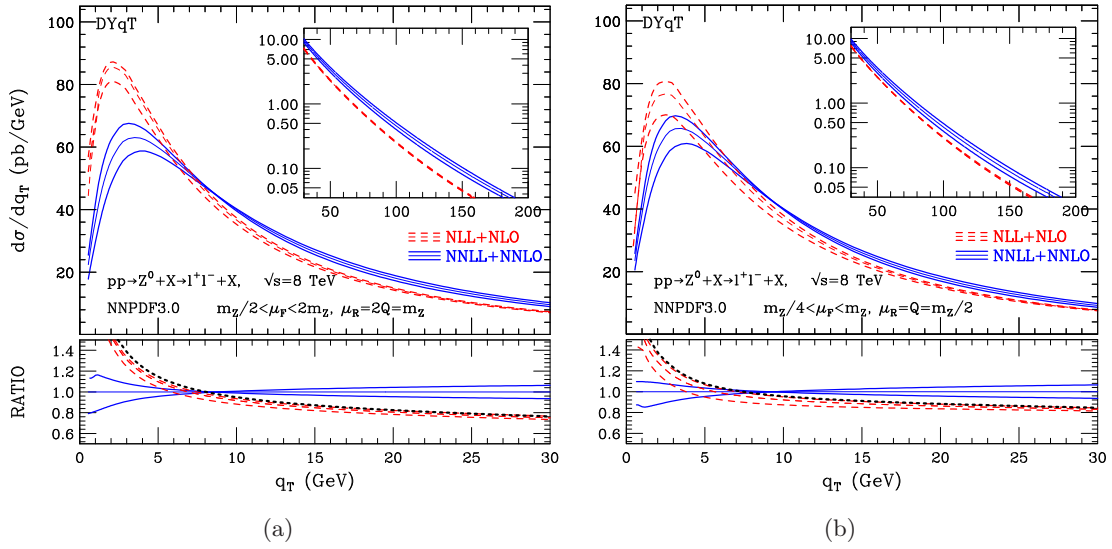 DYqT
100
80
60
40
20
dσ/dq_T (pb/GeV)
10.00
5.00
1.00
0.50
0.10
0.05
50 100 150 200
NLL+NLO
NNLL+NNLO
pp→Z⁰+X→l⁺l⁻+X, √s=8 TeV
NNPDF3.0 m_Z/2<μ_F<2m_Z, μ_R=2Q=m_Z
RATIO
1.4
1.2
1.0
0.8
0.6
0 5 10 15 20 25 30
q_T (GeV)
(a)
DYqT
100
80
60
40
20
10.00
5.00
1.00
0.50
0.10
0.05
50 100 150 200
NLL+NLO
NNLL+NNLO
pp→Z⁰+X→l⁺l⁻+X, √s=8 TeV
NNPDF3.0 m_Z/4<μ_F<m_Z, μ_R=Q=m_Z/2
1.4
1.2
1.0
0.8
0.6
0 5 10 15 20 25 30
q_T (GeV)
(b)